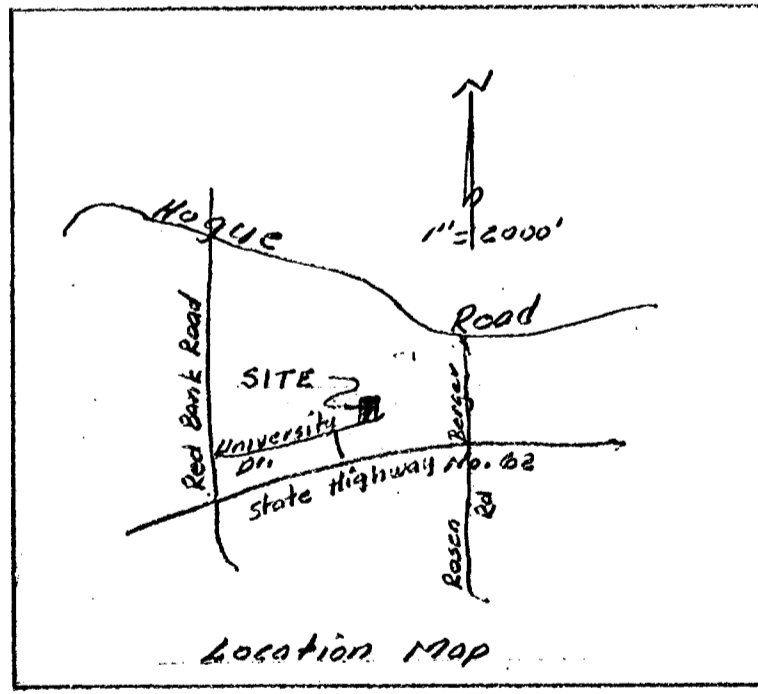 N
1"= 2000'
Hogue
Road
Red Bank Road
SITE
University
Dr.
State Highway No. 62
Rosen
Berger
Rd
Location Map